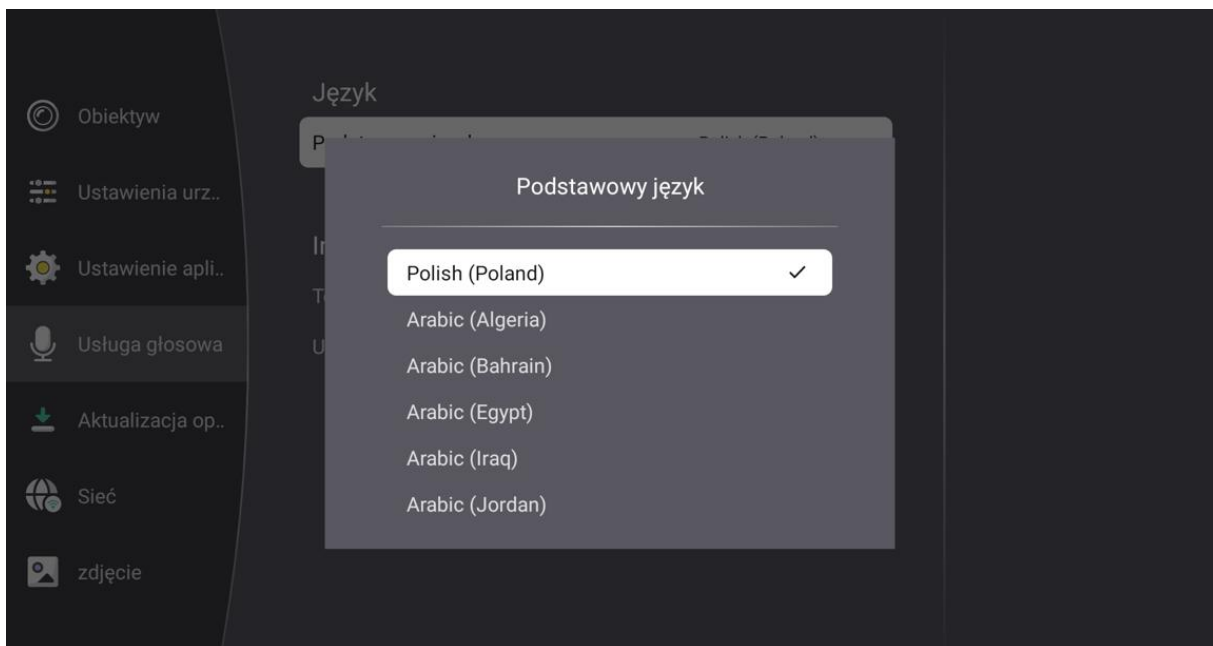 Obiektyw
Ustawienia urz..
Ustawienie apli..
Usługa głosowa
Aktualizacja op..
Sieć
zdjęcie
Język
Podstawowy język
Polish (Poland)
Arabic (Algeria)
Arabic (Bahrain)
Arabic (Egypt)
Arabic (Iraq)
Arabic (Jordan)